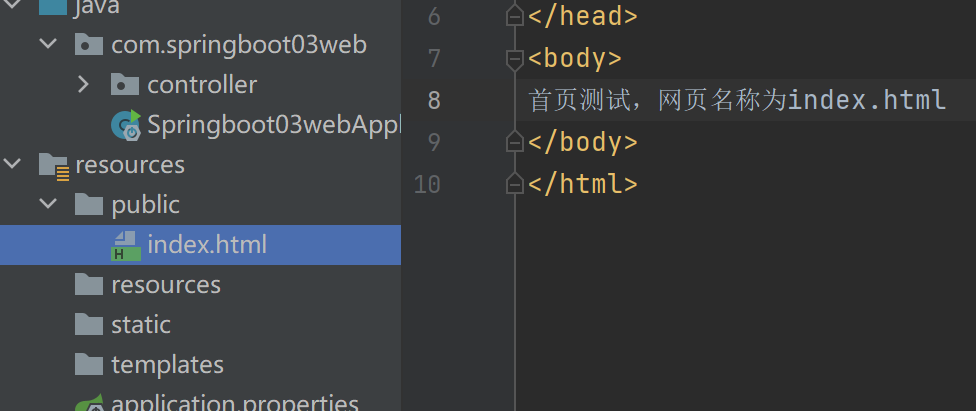 java
com.springboot03web
controller
Springboot03webAppl
resources
public
index.html
resources
static
templates
application.properties
6 </head>
7 <body>
8 首页测试，网页名称为index.html
9 </body>
10 </html>